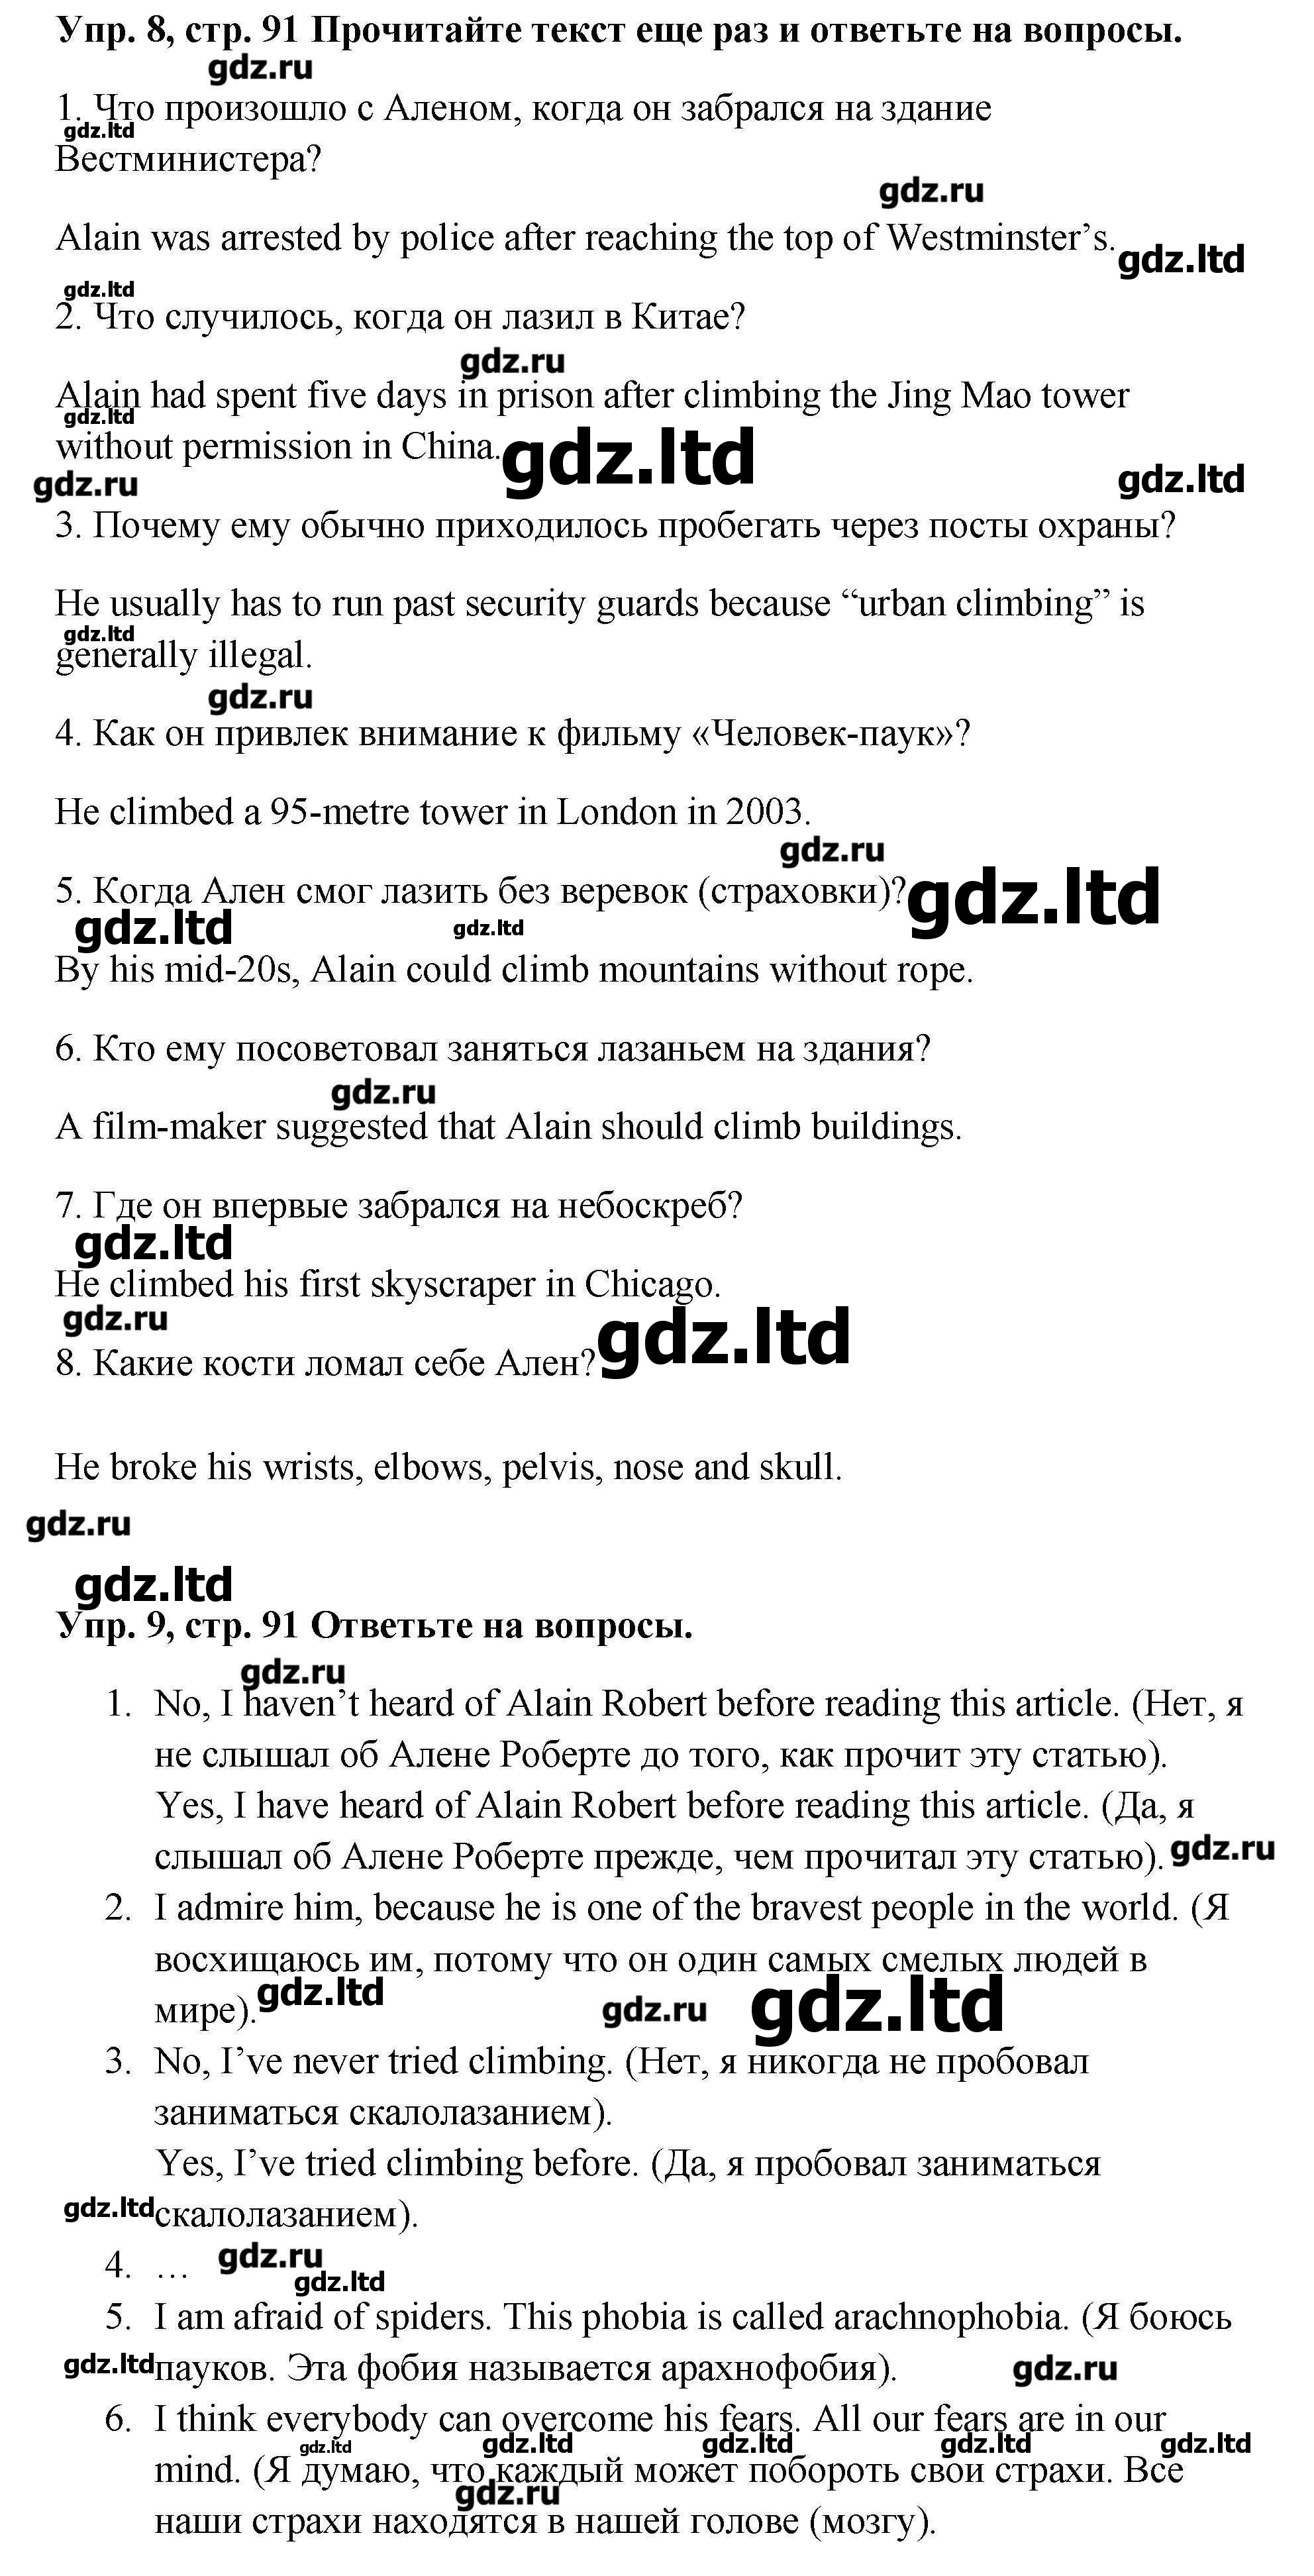 Упр. 8, стр. 91 Прочитайте текст еще раз и ответьте на вопросы.
gdz.ru
1. Что произошло с Аленом, когда он забрался на здание
gdz.ltd
Вестминистера?
gdz.ru
Alain was arrested by police after reaching the top of Westminster’s.
gdz.ltd
gdz.ltd
2. Что случилось, когда он лазил в Китае?
gdz.ru
Alain had spent five days in prison after climbing the Jing Mao tower
gdz.ltd
without permission in China.
gdz.ltd
gdz.ltd
gdz.ru
3. Почему ему обычно приходилось пробегать через посты охраны?
He usually has to run past security guards because “urban climbing” is
gdz.ltd
generally illegal.
gdz.ru
4. Как он привлек внимание к фильму «Человек-паук»?
He climbed a 95-metre tower in London in 2003.
gdz.ru
5. Когда Ален смог лазить без веревок (страховки)?
gdz.ltd
gdz.ltd
gdz.ltd
By his mid-20s, Alain could climb mountains without rope.
6. Кто ему посоветовал заняться лазаньем на здания?
gdz.ru
A film-maker suggested that Alain should climb buildings.
7. Где он впервые забрался на небоскреб?
gdz.ltd
He climbed his first skyscraper in Chicago.
gdz.ru
gdz.ltd
8. Какие кости ломал себе Ален?
He broke his wrists, elbows, pelvis, nose and skull.
gdz.ru
gdz.ltd
Упр. 9, стр. 91 Ответьте на вопросы.
gdz.ru
1. No, I haven’t heard of Alain Robert before reading this article. (Нет, я
не слышал об Алене Роберте до того, как прочит эту статью).
Yes, I have heard of Alain Robert before reading this article. (Да, я
слышал об Алене Роберте прежде, чем прочитал эту статью).
gdz.ru
2. I admire him, because he is one of the bravest people in the world. (Я
восхищаюсь им, потому что он один самых смелых людей в
мире).
gdz.ltd
gdz.ru
gdz.ltd
3. No, I’ve never tried climbing. (Нет, я никогда не пробовал
заниматься скалолазанием).
Yes, I’ve tried climbing before. (Да, я пробовал заниматься
gdz.ltd
скалолазанием).
4. …
gdz.ru
gdz.ltd
5. I am afraid of spiders. This phobia is called arachnophobia. (Я боюсь
gdz.ltd
пауков. Эта фобия называется арахнофобия).
gdz.ru
6. I think everybody can overcome his fears. All our fears are in our
gdz.ltd
gdz.ltd
gdz.ltd
gdz.ltd
gdz.ltd
mind. (Я думаю, что каждый может побороть свои страхи. Все
gdz.ru
наши страхи находятся в нашей голове (мозгу).